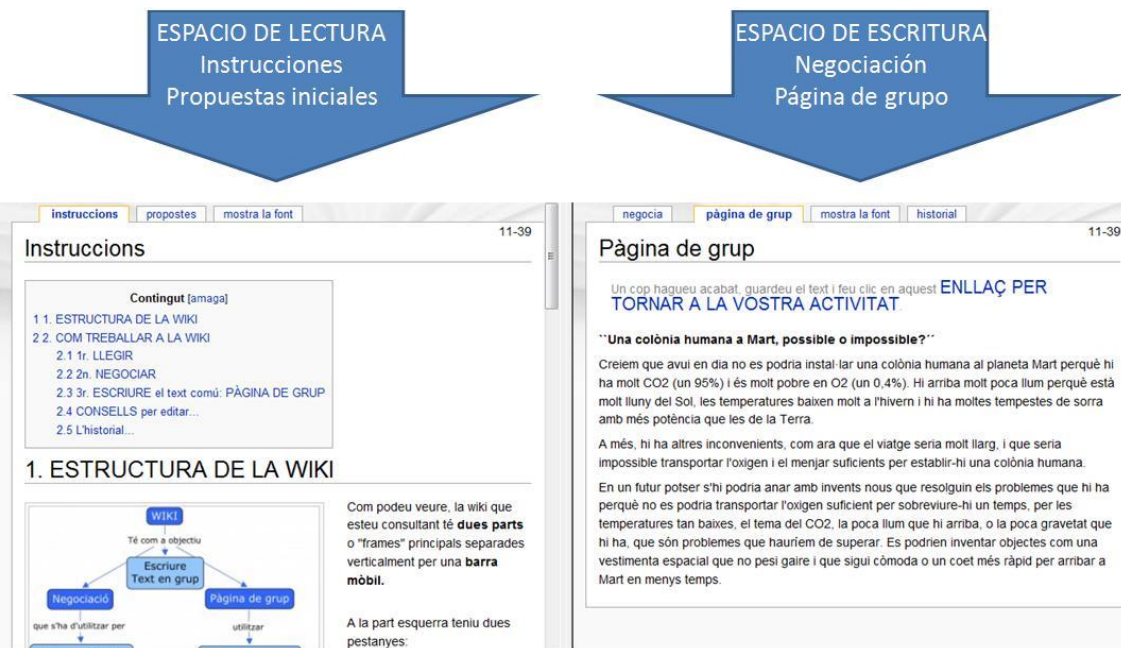 ESPACIO DE LECTURA
Instrucciones
Propuestas iniciales
ESPACIO DE ESCRITURA
Negociación
Página de grupo
instruccions propostes mostra la font
11-39
Instruccions
Contingut [amaga]
1 1. ESTRUCTURA DE LA WIKI
2 2. COM TREBALLAR A LA WIKI
2.1 1r. LLEGIR
2.2 2n. NEGOCIAR
2.3 3r. ESCRIURE el text comú: PÀGINA DE GRUP
2.4 CONSELLS per editar...
2.5 L'historial...
1. ESTRUCTURA DE LA WIKI
WIKI
Té com a objectiu
Escriure
Text en grup
Negociació
Pàgina de grup
que s'ha d'utilitzar per
utilitzar
Com podeu veure, la wiki que
esteu consultant té dues parts
o "frames" principals separades
verticalment per una barra
mòbil.
A la part esquerra teniu dues
pestanyes:
negocia pàgina de grup mostra la font historial
11-39
Pàgina de grup
Un cop hagueu acabat, guardeu el text i feu clic en aquest ENLLAÇ PER
TORNAR A LA VOSTRA ACTIVITAT.
``Una colònia humana a Mart, possible o impossible?´´
Creiem que avui en dia no es podria instal·lar una colònia humana al planeta Mart perquè hi
ha molt CO2 (un 95%) i és molt pobre en O2 (un 0,4%). Hi arriba molt poca llum perquè està
molt lluny del Sol, les temperatures baixen molt a l'hivern i hi ha moltes tempestes de sorra
amb més potència que les de la Terra.
A més, hi ha altres inconvenients, com ara que el viatge seria molt llarg, i que seria
impossible transportar l'oxigen i el menjar suficients per establir-hi una colònia humana.
En un futur potser s'hi podria anar amb invents nous que resolguin els problemes que hi ha
perquè no es podria transportar l'oxigen suficient per sobreviure-hi un temps, per les
temperatures tan baixes, el tema del CO2, la poca llum que hi arriba, o la poca gravetat que
hi ha, que són problemes que hauríem de superar. Es podrien inventar objectes com una
vestimenta espacial que no pesi gaire i que sigui còmoda o un coet més ràpid per arribar a
Mart en menys temps.